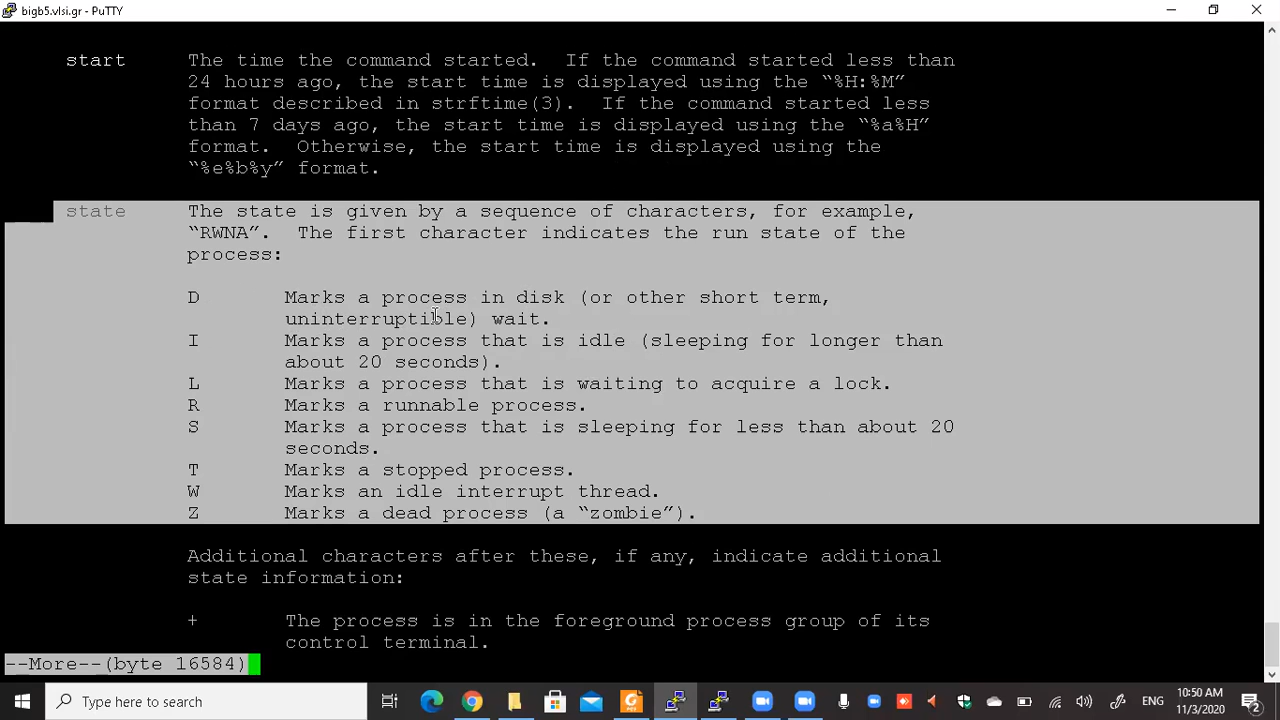 bigb5.vlsi.gr - PuTTY
start The time the command started. If the command started less than
24 hours ago, the start time is displayed using the “%H:%M”
format described in strftime(3). If the command started less
than 7 days ago, the start time is displayed using the “%a%H”
format. Otherwise, the start time is displayed using the
“%e%b%y” format.
state The state is given by a sequence of characters, for example,
“RWNA”. The first character indicates the run state of the
process:
D Marks a process in disk (or other short term,
uninterruptible) wait.
I Marks a process that is idle (sleeping for longer than
about 20 seconds).
L Marks a process that is waiting to acquire a lock.
R Marks a runnable process.
S Marks a process that is sleeping for less than about 20
seconds.
T Marks a stopped process.
W Marks an idle interrupt thread.
Z Marks a dead process (a “zombie”).
Additional characters after these, if any, indicate additional
state information:
+ The process is in the foreground process group of its
control terminal.
--More--(byte 16584)
Type here to search
ENG
10:50 AM
11/3/2020
2